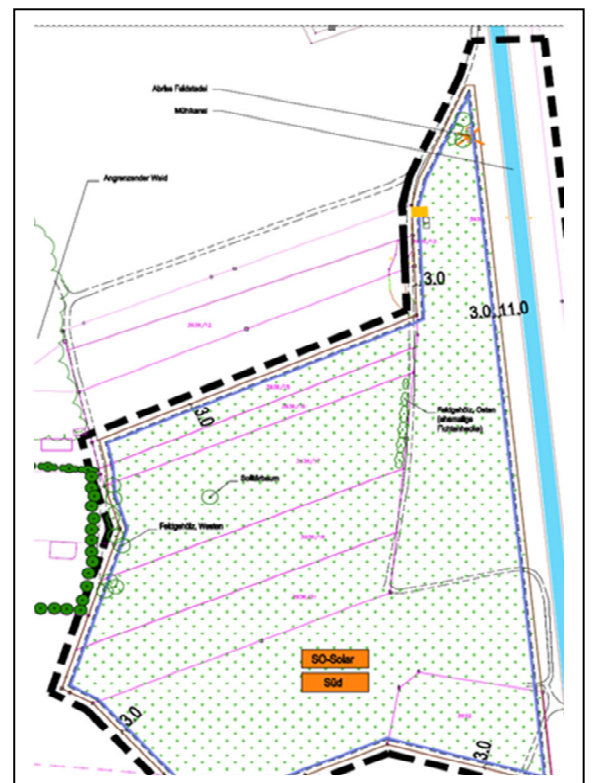 Abriss Feldstadel
Mühlkanal
Angrenzender Wald
3.0
3.0
11.0
3.0
Feldgehölz, Osten
(ehemalige
Fichtenhecke)
Solitärbaum
Feldgehölz, Westen
SO-Solar
Süd
3.0
3.0